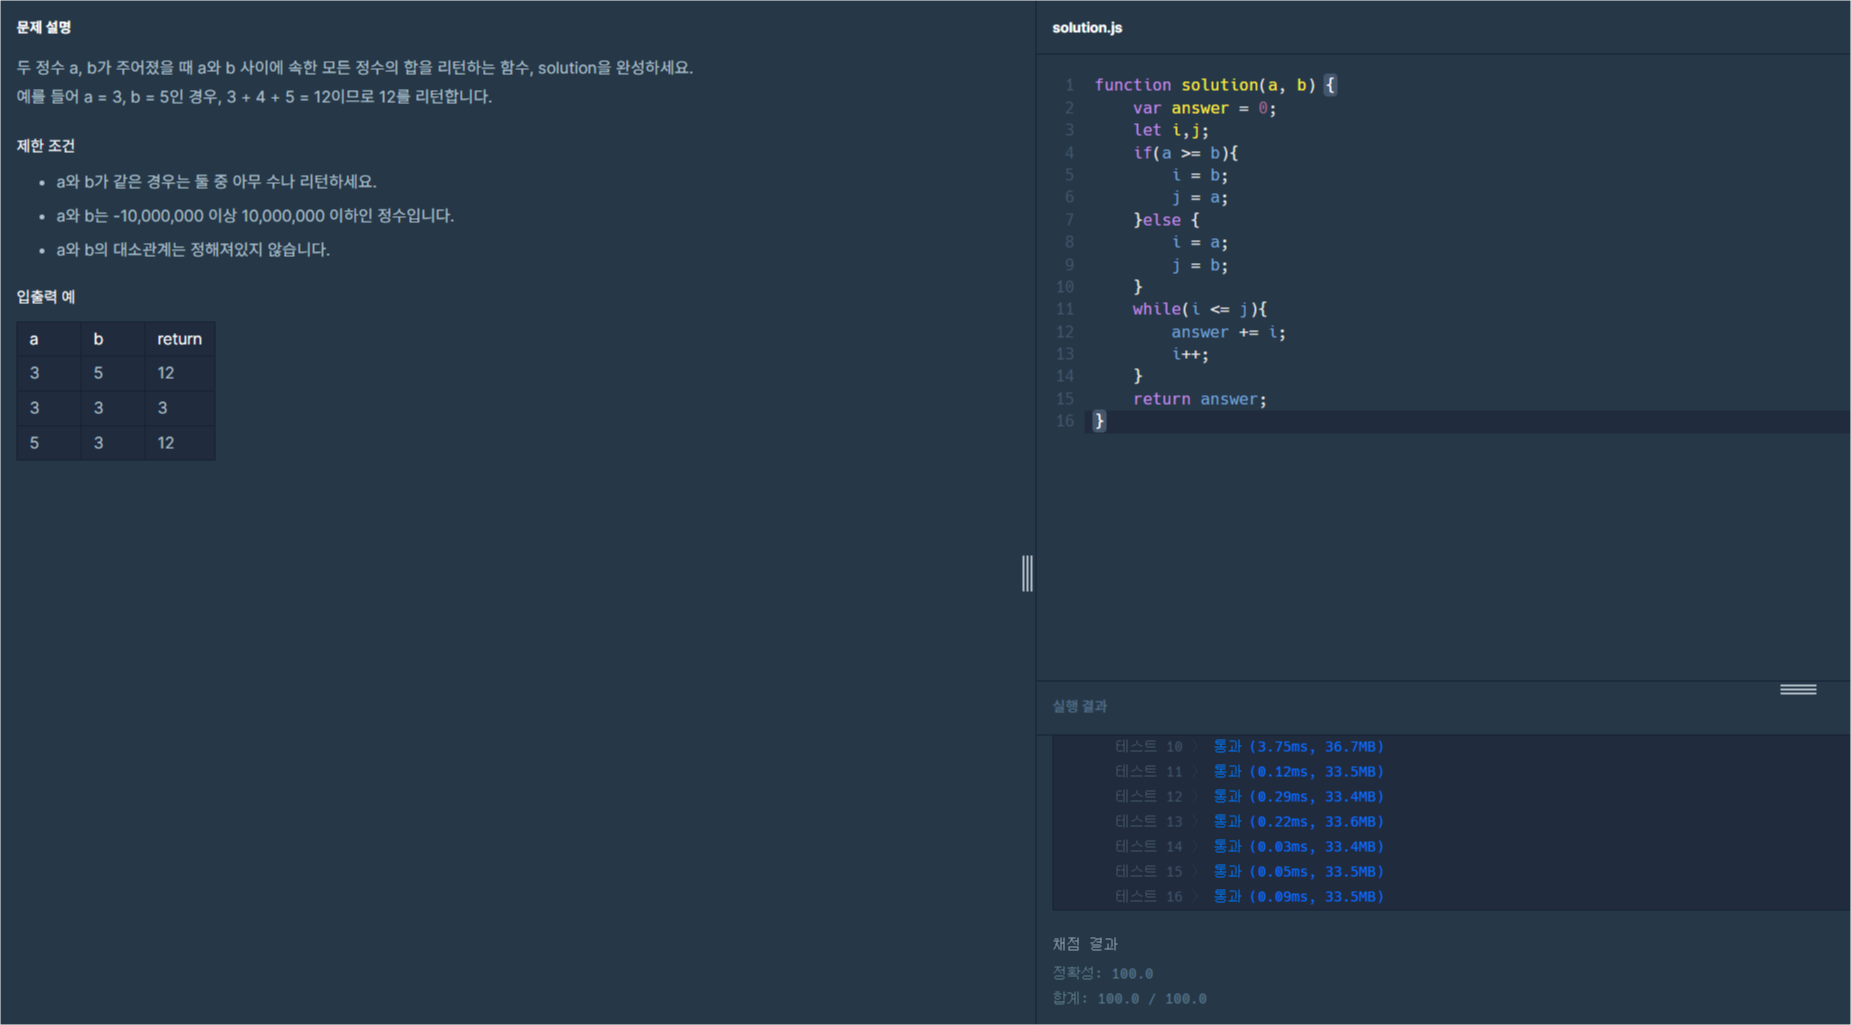 문제 설명
두 정수 a, b가 주어졌을 때 a와 b 사이에 속한 모든 정수의 합을 리턴하는 함수, solution을 완성하세요.
예를 들어 a = 3, b = 5인 경우, 3 + 4 + 5 = 12이므로 12를 리턴합니다.
제한 조건
• a와 b가 같은 경우는 둘 중 아무 수나 리턴하세요.
• a와 b는 -10,000,000 이상 10,000,000 이하인 정수입니다.
• a와 b의 대소관계는 정해져있지 않습니다.
입출력 예
a b return
3 5 12
3 3 3
5 3 12
solution.js
1 function solution(a, b) {
2     var answer = 0;
3     let i,j;
4     if(a >= b){
5         i = b;
6         j = a;
7     }else {
8         i = a;
9         j = b;
10     }
11     while(i <= j){
12         answer += i;
13         i++;
14     }
15     return answer;
16 }
실행 결과
테스트 10 〉 통과 (3.75ms, 36.7MB)
테스트 11 〉 통과 (0.12ms, 33.5MB)
테스트 12 〉 통과 (0.29ms, 33.4MB)
테스트 13 〉 통과 (0.22ms, 33.6MB)
테스트 14 〉 통과 (0.03ms, 33.4MB)
테스트 15 〉 통과 (0.05ms, 33.5MB)
테스트 16 〉 통과 (0.09ms, 33.5MB)
채점 결과
정확성: 100.0
합계: 100.0 / 100.0